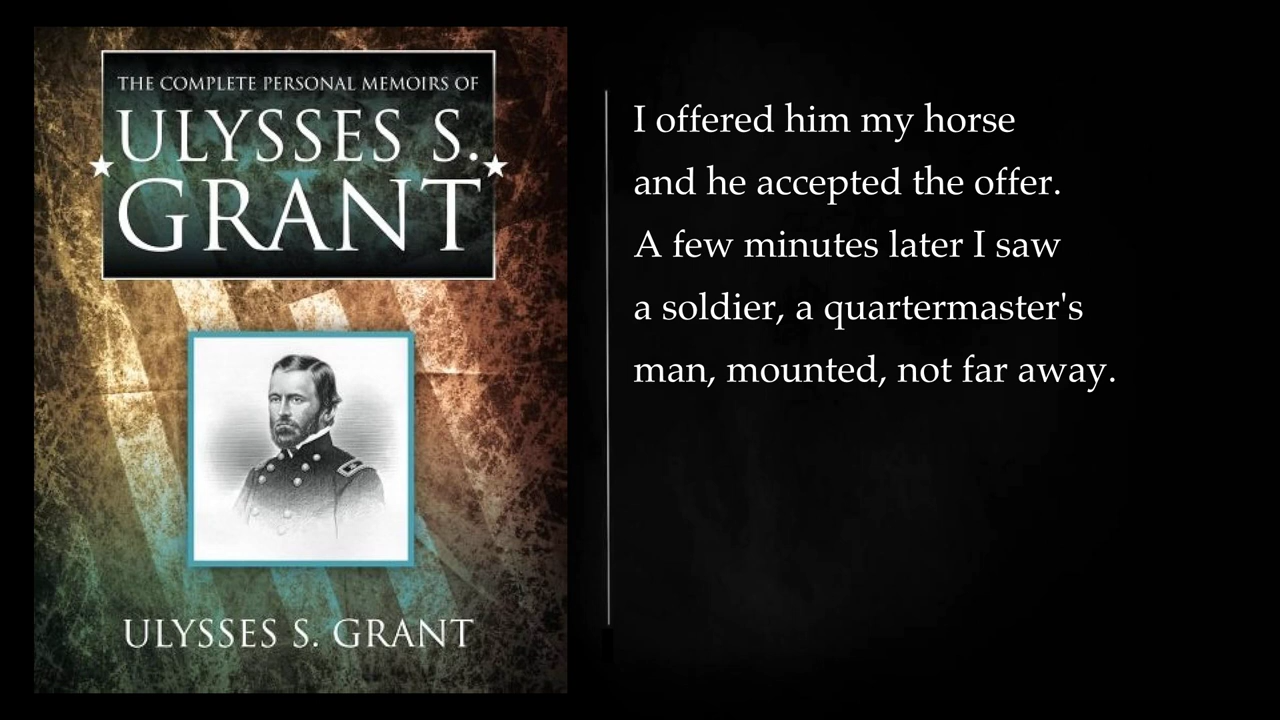 THE COMPLETE PERSONAL MEMOIRS OF
ULYSSES S.
GRANT
ULYSSES S. GRANT
I offered him my horse
and he accepted the offer.
A few minutes later I saw
a soldier, a quartermaster's
man, mounted, not far away.